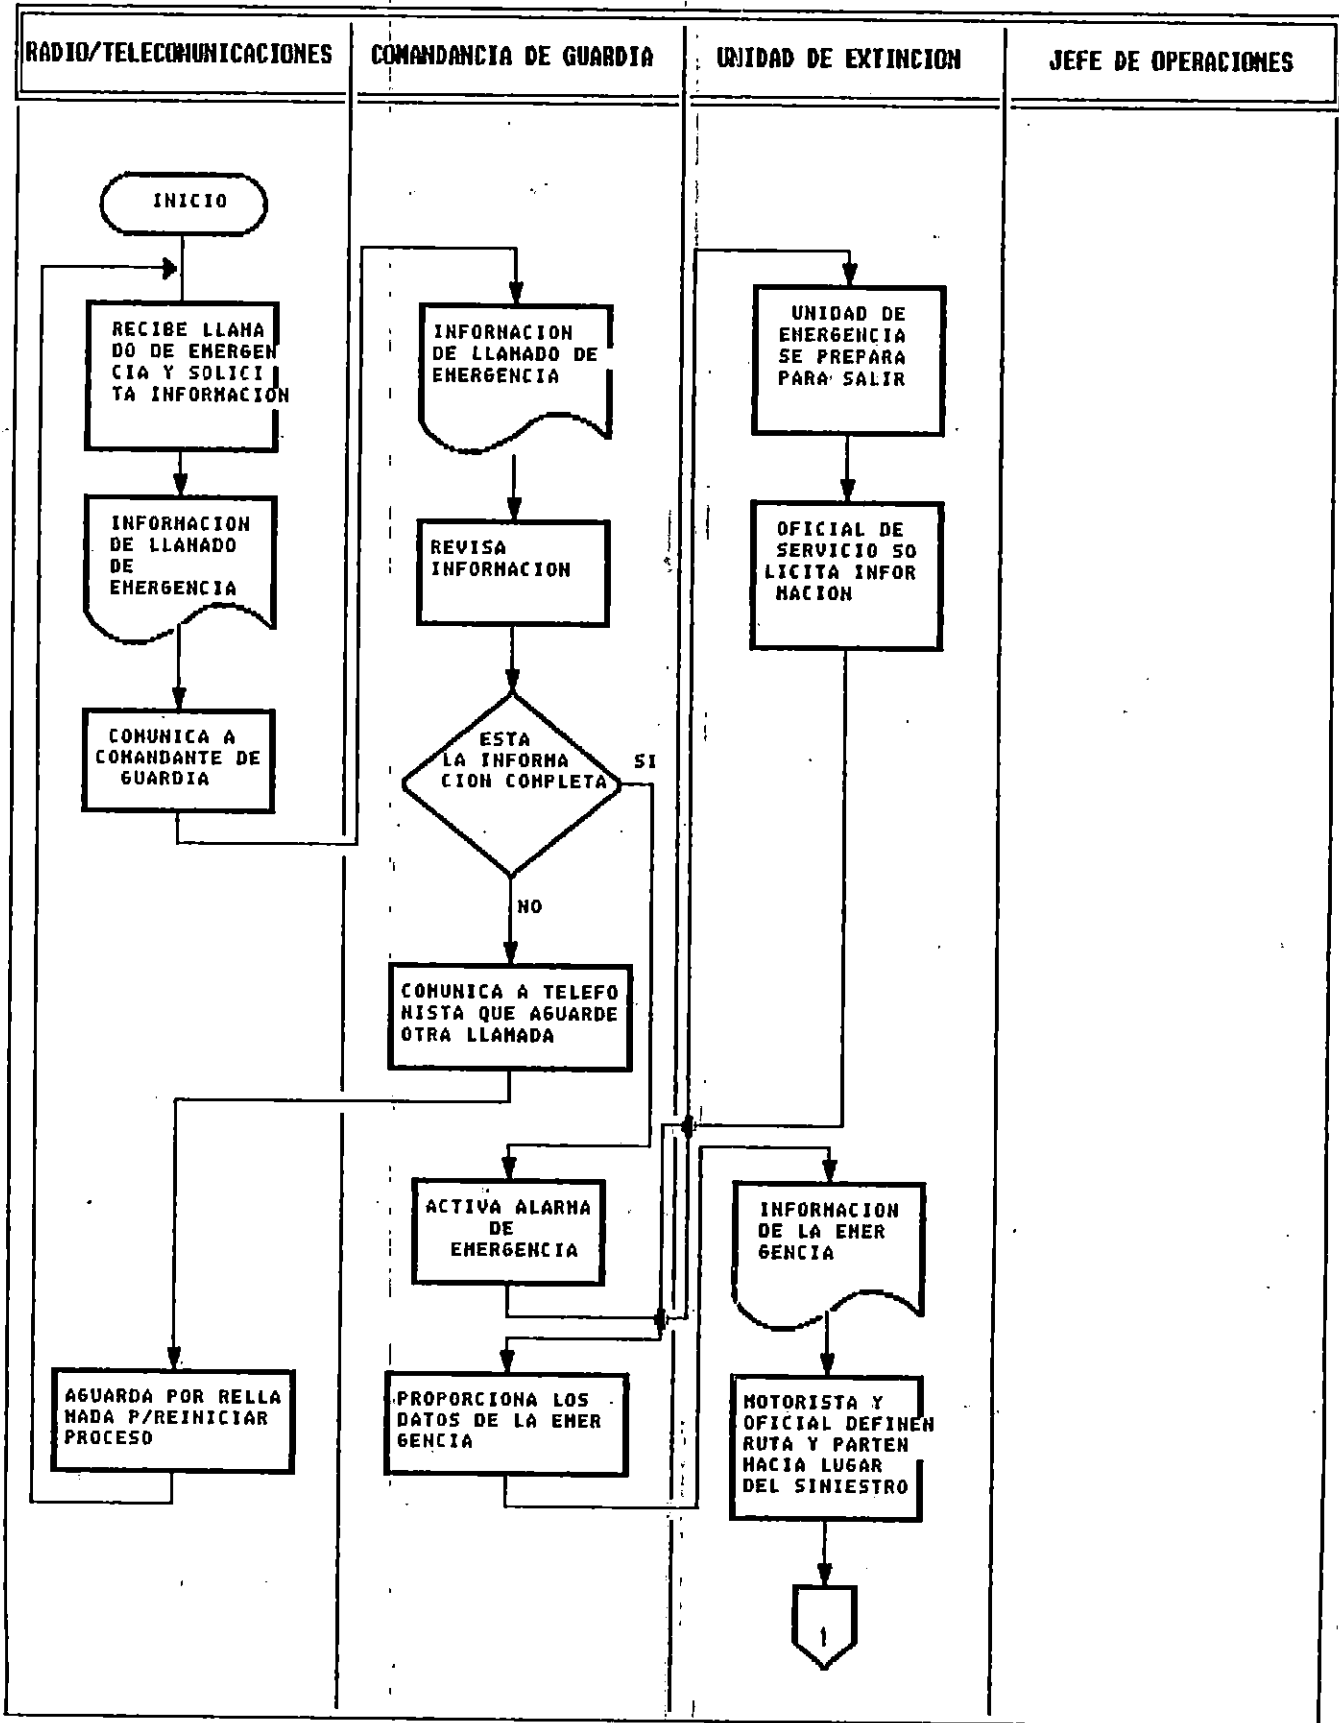 RADIO/TELECOMUNICACIONES
COMANDANCIA DE GUARDIA
UNIDAD DE EXTINCION
JEFE DE OPERACIONES
INICIO
RECIBE LLAMA
DO DE EMERGEN
CIA Y SOLICI
TA INFORMACION
INFORMACION
DE LLAMADO
DE
EMERGENCIA
COMUNICA A
COMANDANTE DE
GUARDIA
AGUARDA POR RELLA
MADA P/REINICIAR
PROCESO
INFORMACION
DE LLAMADO DE
EMERGENCIA
REVISA
INFORMACION
ESTA
LA INFORMA
CION COMPLETA
SI
NO
COMUNICA A TELEFO
NISTA QUE AGUARDE
OTRA LLAMADA
ACTIVA ALARMA
DE
EMERGENCIA
PROPORCIONA LOS
DATOS DE LA EMER
GENCIA
UNIDAD DE
EMERGENCIA
SE PREPARA
PARA SALIR
OFICIAL DE
SERVICIO SO
LICITA INFOR
MACION
INFORMACION
DE LA EMER
GENCIA
MOTORISTA Y
OFICIAL DEFINEN
RUTA Y PARTEN
HACIA LUGAR
DEL SINIESTRO
1